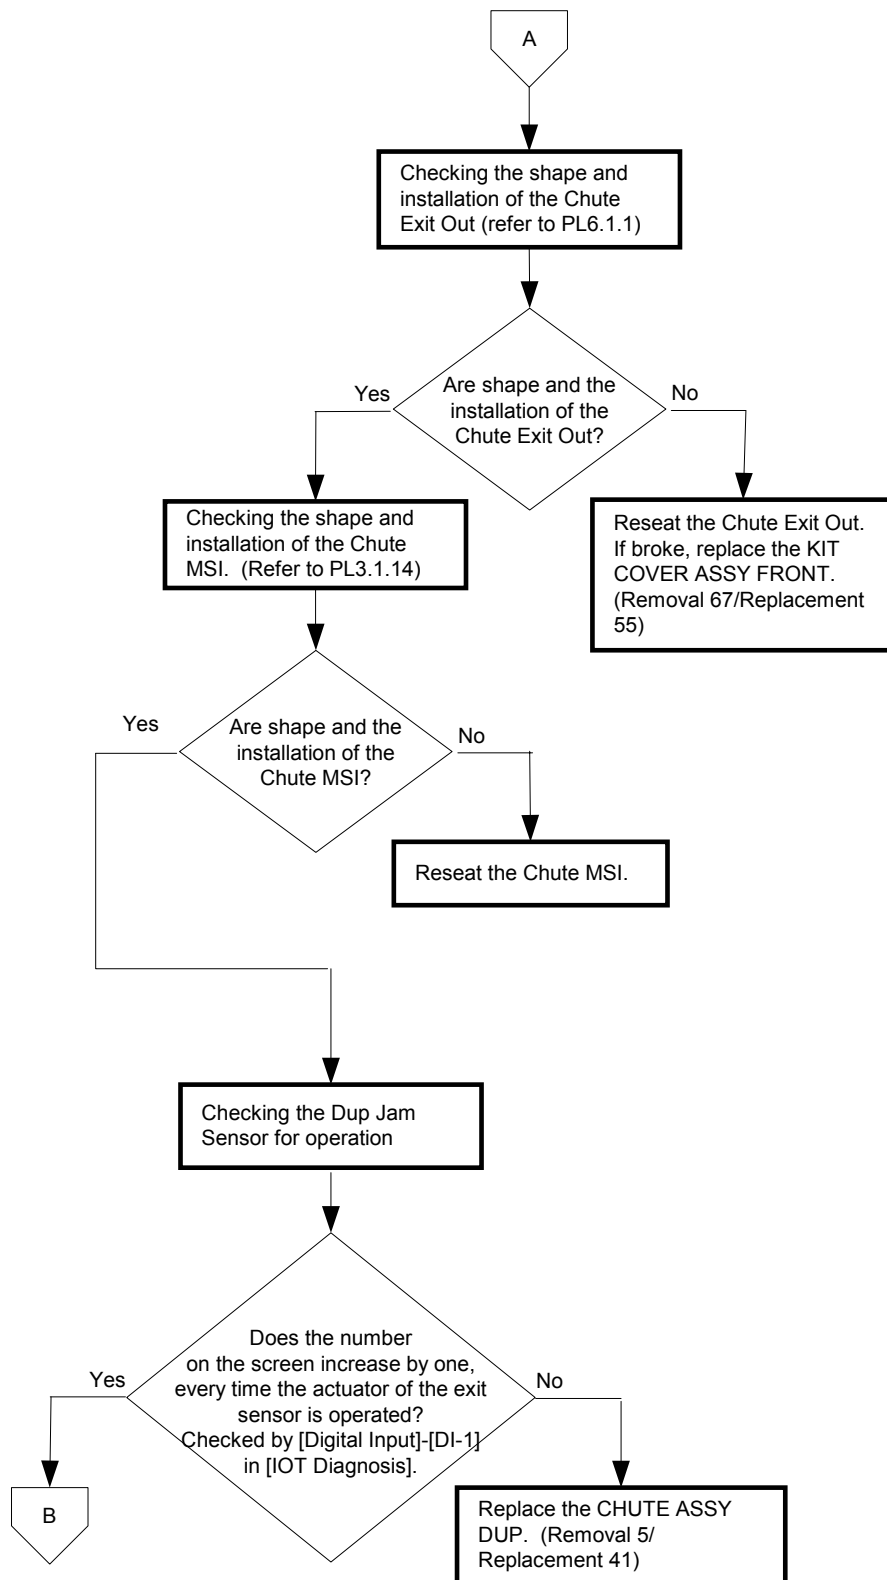 A
Checking the shape and
installation of the Chute
Exit Out (refer to PL6.1.1)
Are shape and the
installation of the
Chute Exit Out?
Yes
No
Checking the shape and
installation of the Chute
MSI.  (Refer to PL3.1.14)
Reseat the Chute Exit Out.
If broke, replace the KIT
COVER ASSY FRONT.
(Removal 67/Replacement
55)
Are shape and the
installation of the
Chute MSI?
Yes
No
Reseat the Chute MSI.
Checking the Dup Jam
Sensor for operation
Does the number
on the screen increase by one,
every time the actuator of the exit
sensor is operated?
Checked by [Digital Input]-[DI-1]
in [IOT Diagnosis].
Yes
No
B
Replace the CHUTE ASSY
DUP.  (Removal 5/
Replacement 41)